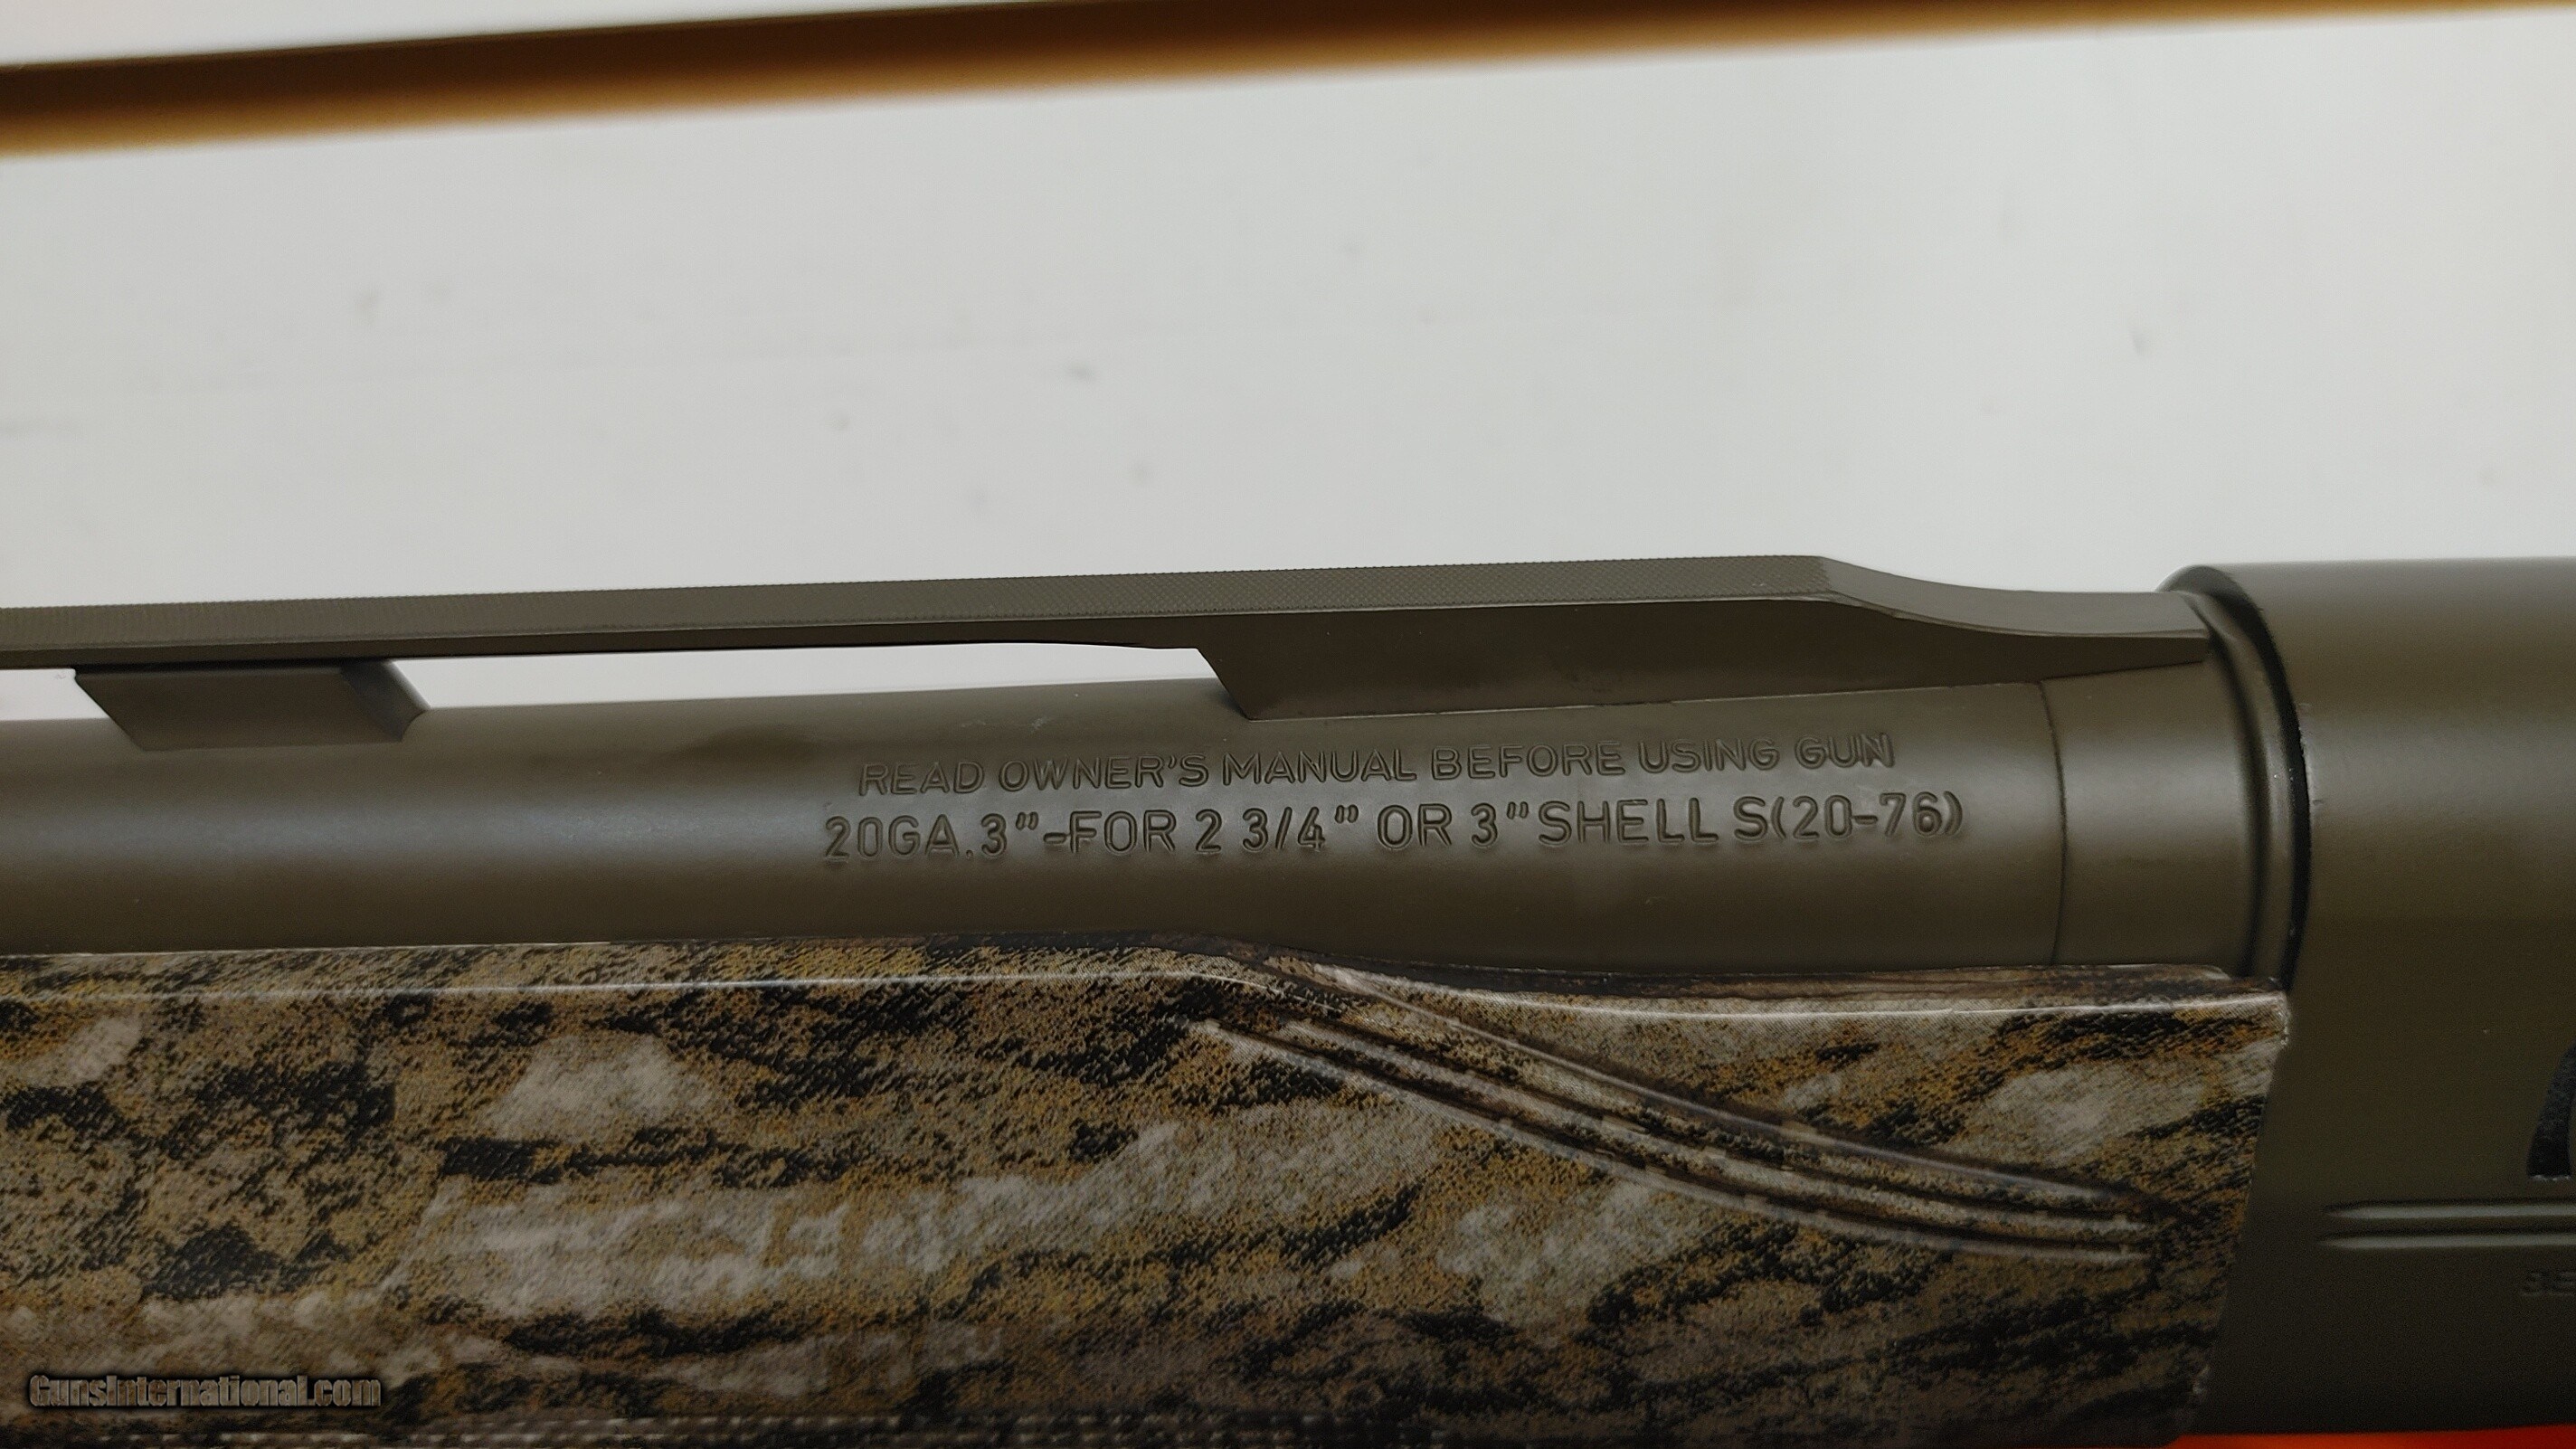 READ OWNER'S MANUAL BEFORE USING GUN
20GA.3"-FOR 2 3/4" OR 3"SHELL S(20-76)
GunsInternational.com